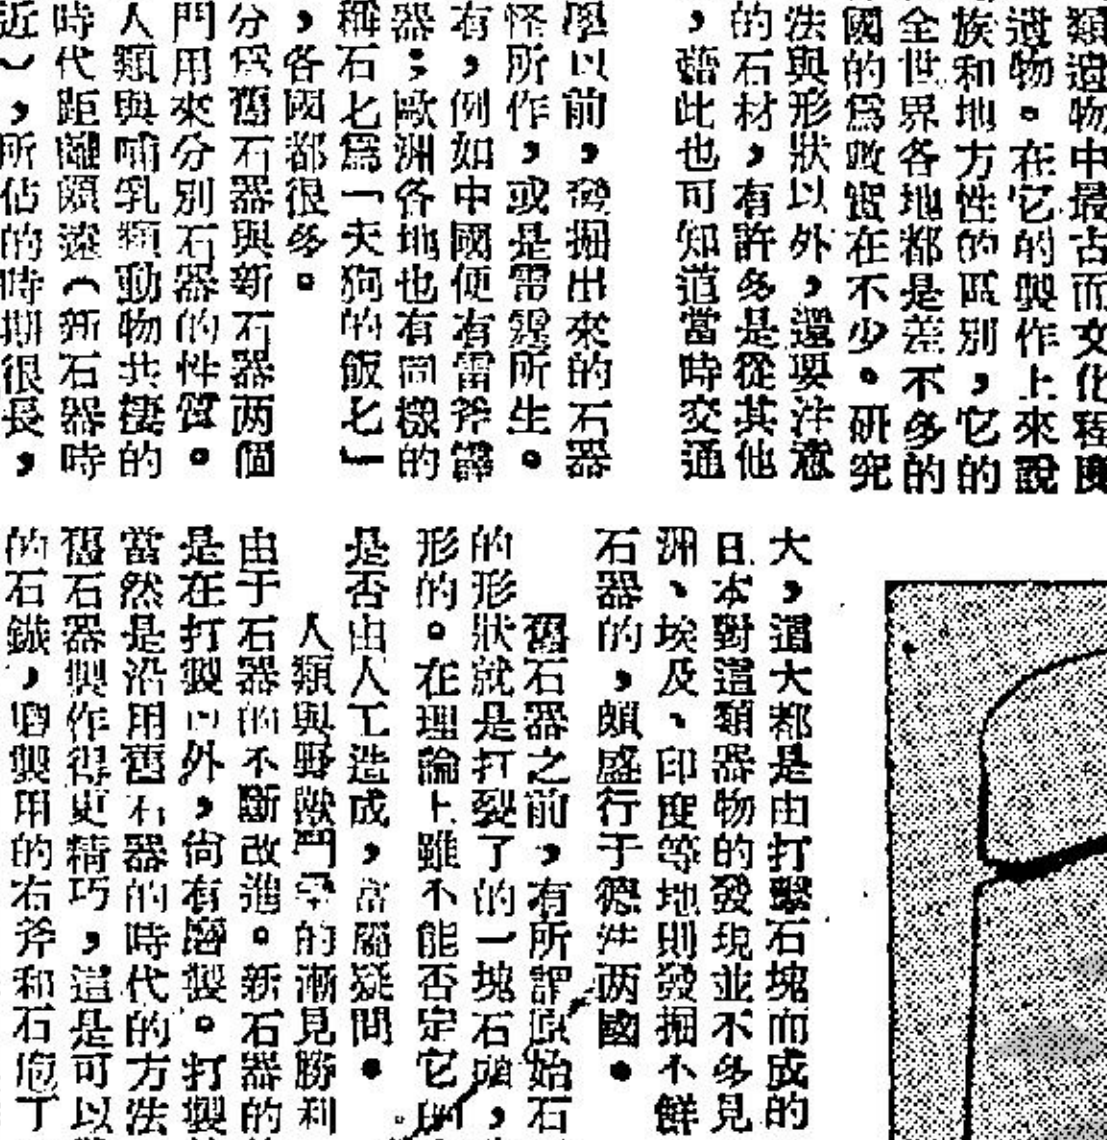 類遺物中最古而文化程度
遺物。在它的製作上來說
族和地方性的區別,它的
全世界各地都是差不多的
國的爲數實在不少。研究
法與形狀以外,還要注意
的石材,有許多是從其他
,藉此也可知道當時交通
學以前,發掘出來的石器
怪所作,或是雷霆所生。
有,例如中國便有雷斧霹
器;歐洲各地也有同樣的
稱石匕爲「天狗的飯匕」
,各國都很多。
分爲舊石器與新石器两個
門用來分別石器的性質。
人類與哺乳類動物共棲的
時代距離頗遠(新石器時
近),所佔的時期很長,
大,這大都是由打擊石塊而成的
日本對這類器物的發現並不多見
洲、埃及、印度等地則發掘不鮮
石器的,頗盛行于德法两國。
舊石器之前,有所謂原始石
的形狀就是打裂了的一塊石頭,
形的。在理論上雖不能否定它
是否由人工造成,當屬疑問。
人類與野獸鬥爭的漸見勝利
由于石器的不斷改進。新石器的
是在打製以外,尙有磨製。打製
當然是沿用舊石器的時代的方法
舊石器製作得更精巧,這是可以
的石鏃,磨製用的石斧和石庖丁